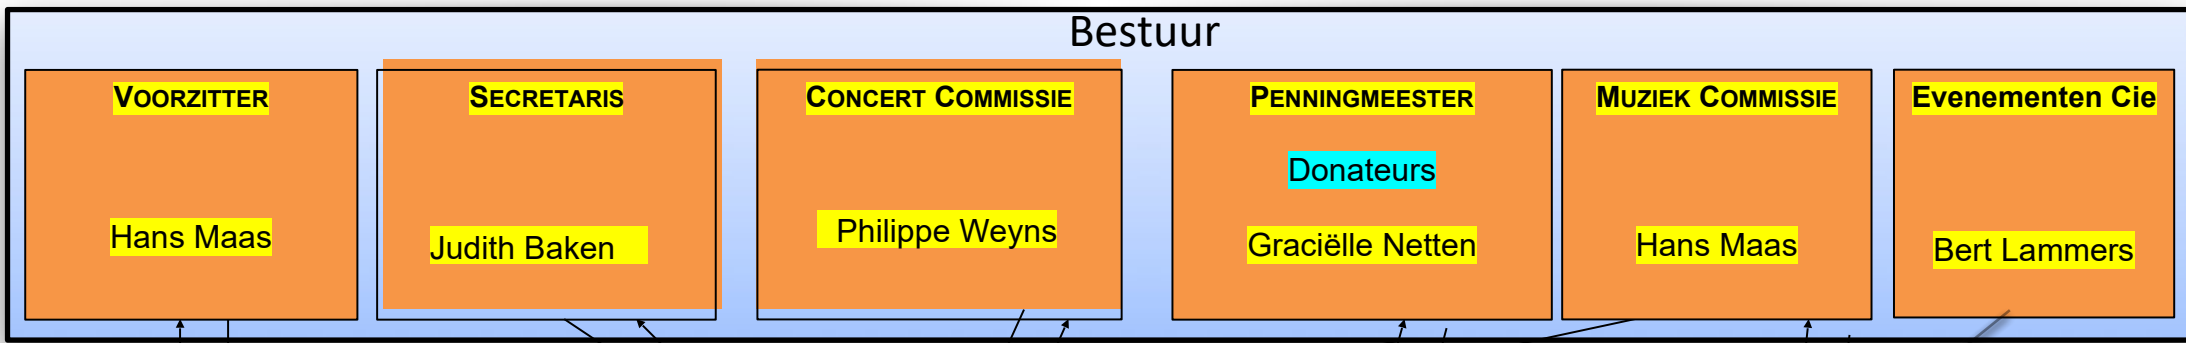 Bestuur
VOORZITTER
Hans Maas
SECRETARIS
Judith Baken
CONCERT COMMISSIE
Philippe Weyns
PENNINGMEESTER
Donateurs
Graciëlle Netten
MUZIEK COMMISSIE
Hans Maas
Evenementen Cie
Bert Lammers